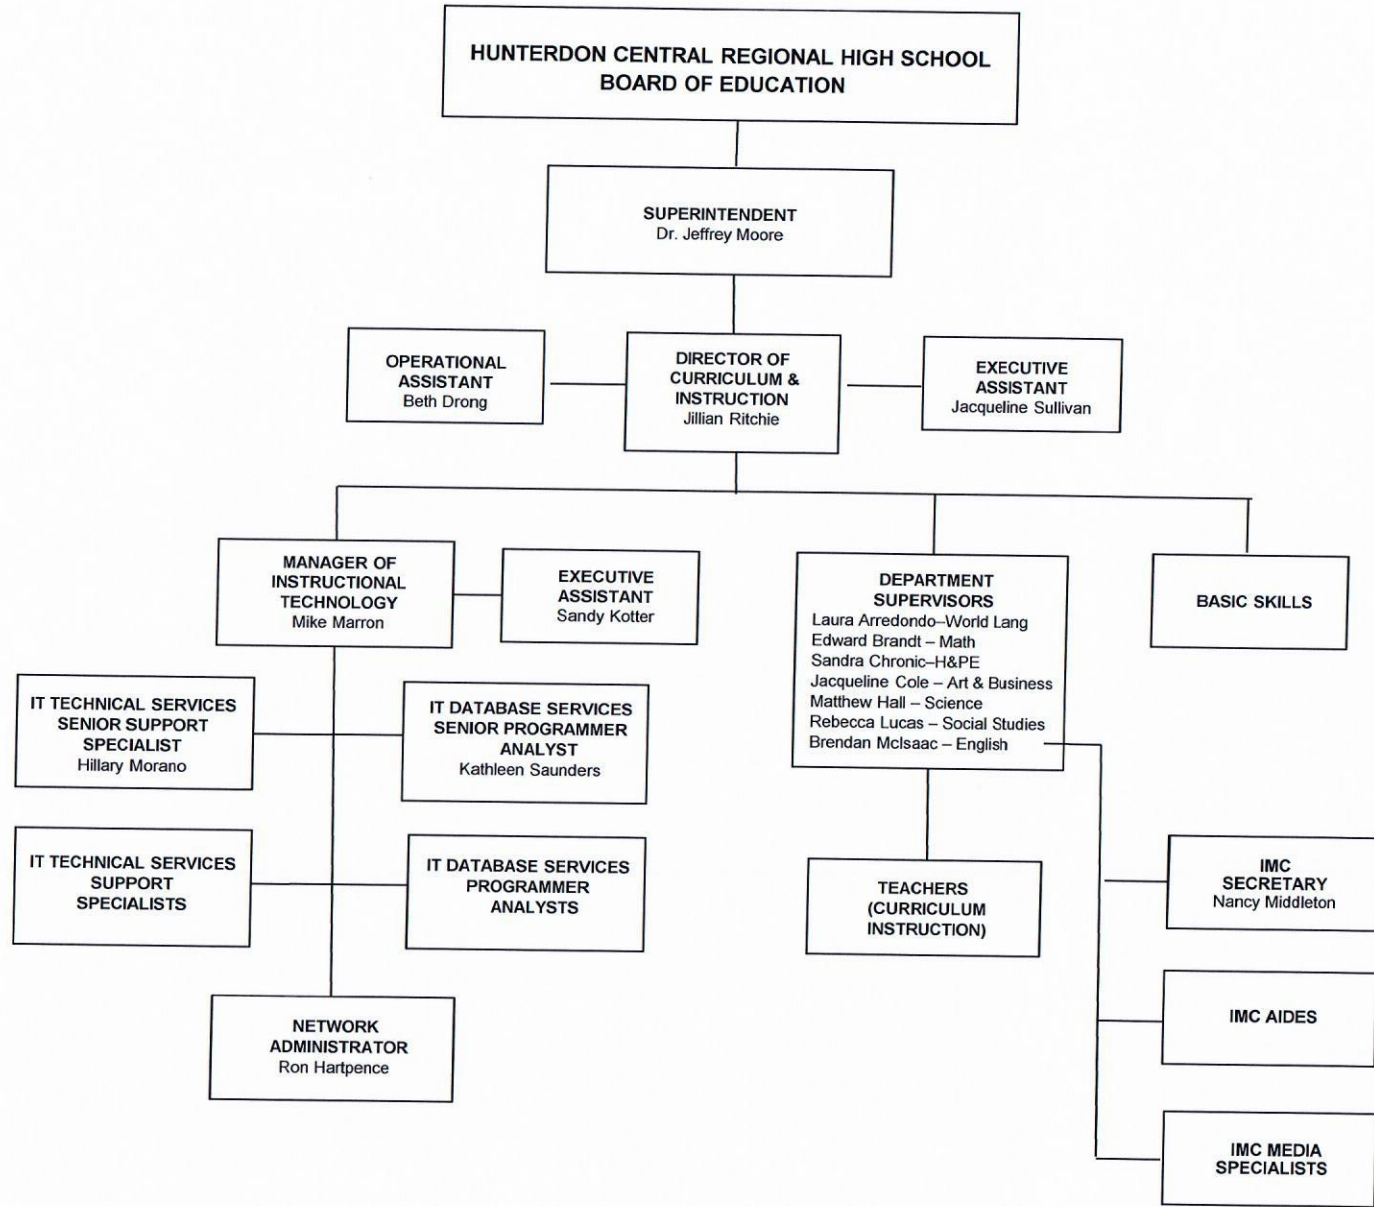 HUNTERDON CENTRAL REGIONAL HIGH SCHOOL
BOARD OF EDUCATION
SUPERINTENDENT
Dr. Jeffrey Moore
OPERATIONAL
ASSISTANT
Beth Drong
DIRECTOR OF
CURRICULUM &
INSTRUCTION
Jillian Ritchie
EXECUTIVE
ASSISTANT
Jacqueline Sullivan
MANAGER OF
INSTRUCTIONAL
TECHNOLOGY
Mike Marron
EXECUTIVE
ASSISTANT
Sandy Kotter
DEPARTMENT
SUPERVISORS
Laura Arredondo–World Lang
Edward Brandt – Math
Sandra Chronic–H&PE
Jacqueline Cole – Art & Business
Matthew Hall – Science
Rebecca Lucas – Social Studies
Brendan McIsaac – English
BASIC SKILLS
IT TECHNICAL SERVICES
SENIOR SUPPORT
SPECIALIST
Hillary Morano
IT DATABASE SERVICES
SENIOR PROGRAMMER
ANALYST
Kathleen Saunders
IT TECHNICAL SERVICES
SUPPORT
SPECIALISTS
IT DATABASE SERVICES
PROGRAMMER
ANALYSTS
TEACHERS
(CURRICULUM
INSTRUCTION)
IMC
SECRETARY
Nancy Middleton
NETWORK
ADMINISTRATOR
Ron Hartpence
IMC AIDES
IMC MEDIA
SPECIALISTS